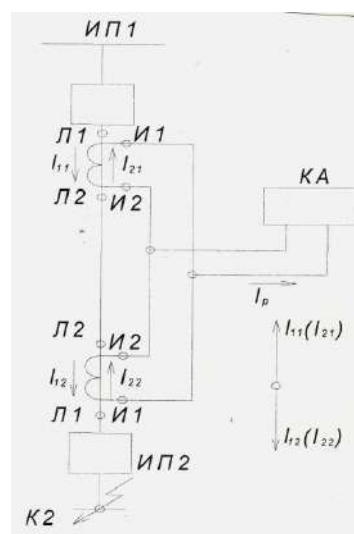 ИП1
Л1 И1
I11 I21
Л2 И2
КА
Iр
Л2 И2
I12 I22
Л1 И1
I11(I21)
I12(I22)
ИП2
К2